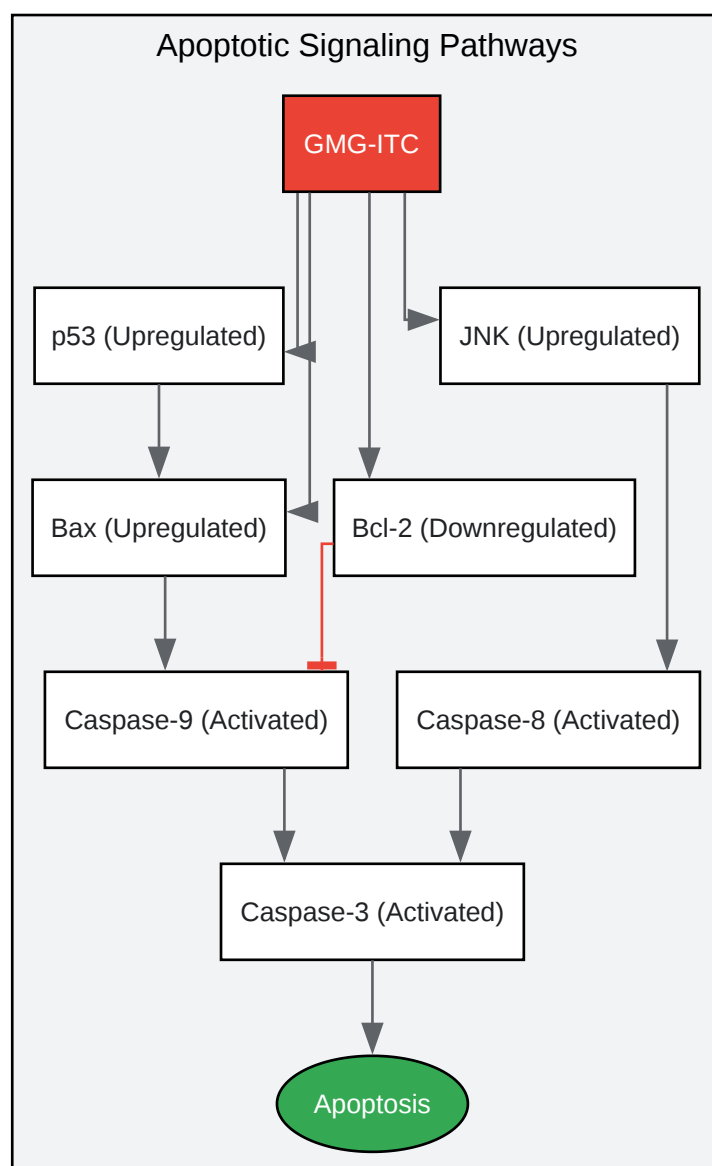 Apoptotic Signaling Pathways
GMG-ITC
p53 (Upregulated)
JNK (Upregulated)
Bax (Upregulated)
Bcl-2 (Downregulated)
Caspase-9 (Activated)
Caspase-8 (Activated)
Caspase-3 (Activated)
Apoptosis